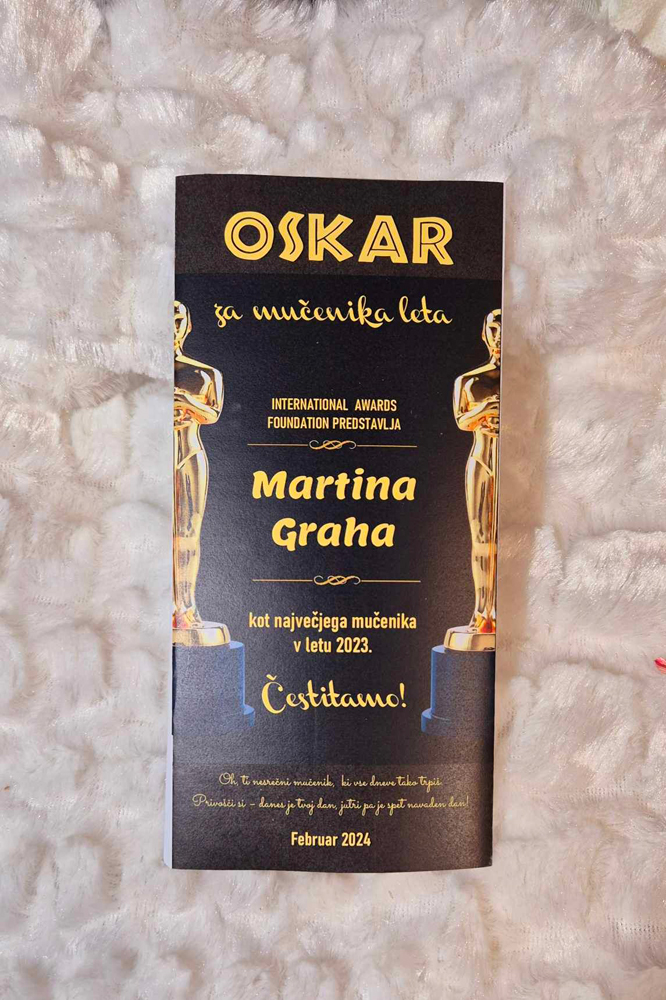 OSKAR
za mučenika leta
INTERNATIONAL AWARDS
FOUNDATION PREDSTAVLJA
Martina
Graha
kot največjega mučenika
v letu 2023.
Čestitamo!
Oh, ti nesrečni mučenik, ki vse dneve tako trpiš.
Privošči si – danes je tvoj dan, jutri pa je spet navaden dan!
Februar 2024